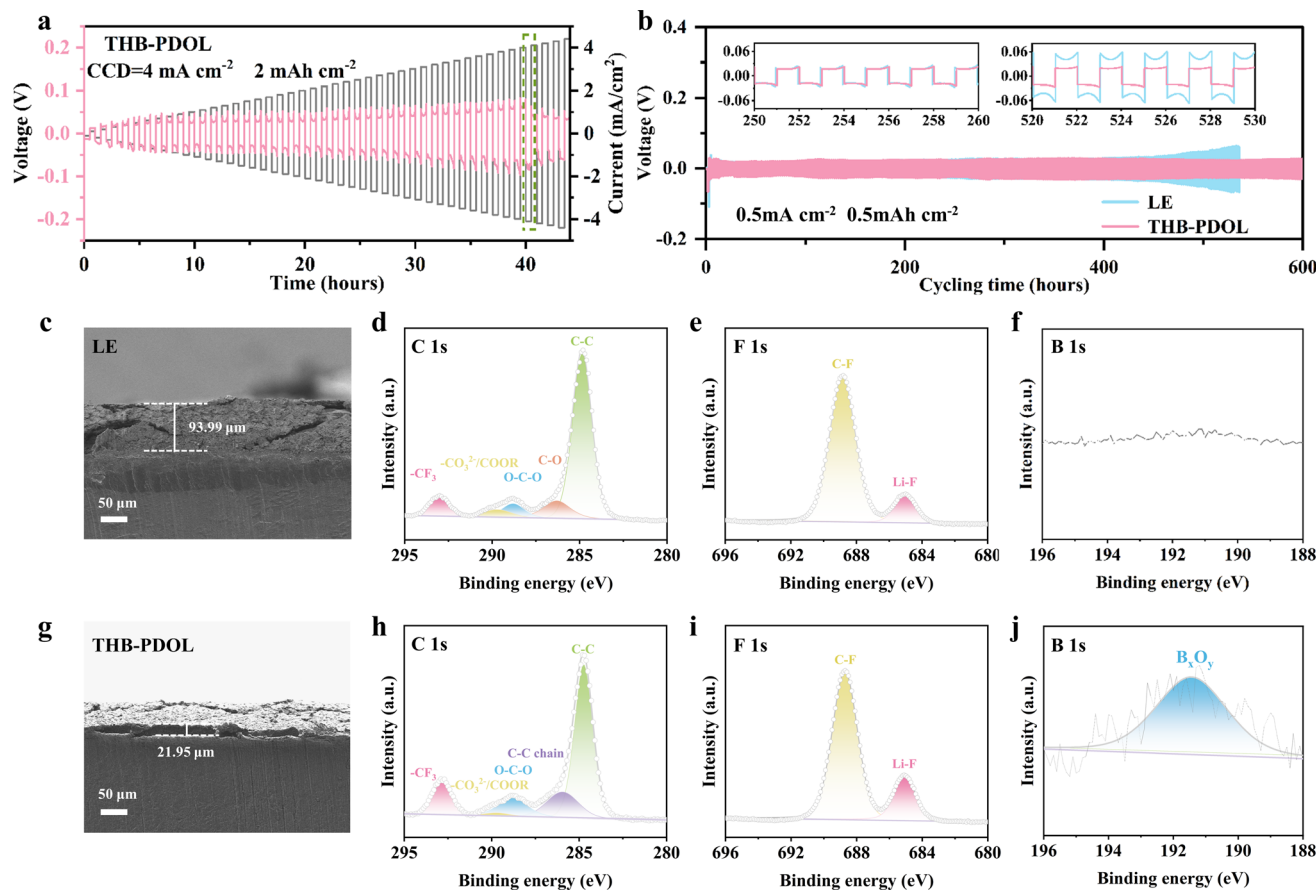 a
THB-PDOL
CCD=4 mA cm⁻² 2 mAh cm⁻²
0.2
0.1
0.0
-0.1
-0.2
Voltage (V)
4
2
0
-2
-4
Current (mA/cm²)
0 10 20 30 40
Time (hours)
b
0.4
0.2
0.0
-0.2
Voltage (V)
0.06
0.00
-0.06
250 252 254 256 258 260
0.06
0.00
-0.06
520 522 524 526 528 530
0.5mA cm⁻² 0.5mAh cm⁻²
LE
THB-PDOL
0 200 400 600
Cycling time (hours)
c
LE
93.99 μm
50 μm
d
C 1s
C-C
C-O
-CO₃²⁻/COOR
O-C-O
-CF₃
Intensity (a.u.)
295 290 285 280
Binding energy (eV)
e
F 1s
C-F
Li-F
Intensity (a.u.)
696 692 688 684 680
Binding energy (eV)
f
B 1s
Intensity (a.u.)
196 194 192 190 188
Binding energy (eV)
g
THB-PDOL
21.95 μm
50 μm
h
C 1s
C-C
C-C chain
O-C-O
-CO₃²⁻/COOR
-CF₃
Intensity (a.u.)
295 290 285 280
Binding energy (eV)
i
F 1s
C-F
Li-F
Intensity (a.u.)
696 692 688 684 680
Binding energy (eV)
j
B 1s
BₓOᵧ
Intensity (a.u.)
196 194 192 190 188
Binding energy (eV)